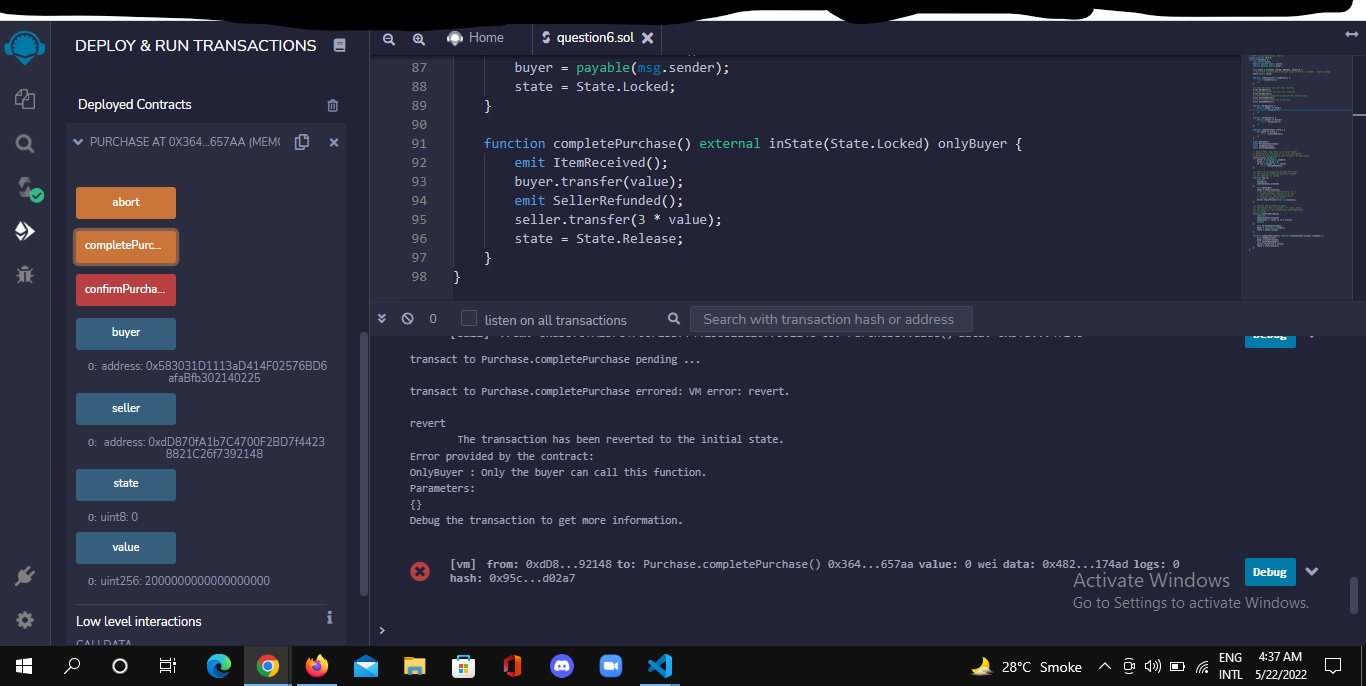 DEPLOY & RUN TRANSACTIONS
Home
question6.sol
Deployed Contracts
PURCHASE AT 0X364...657AA (MEMO
abort
completePurc...
confirmPurcha...
buyer
0: address: 0x583031D1113aD414F02576BD6
afaBfb302140225
seller
0: address: 0xdD870fA1b7C4700F2BD7f4423
8821C26f7392148
state
0: uint8: 0
value
0: uint256: 2000000000000000000
Low level interactions
CALLDATA
87 buyer = payable(msg.sender);
88 state = State.Locked;
89 }
90
91 function completePurchase() external inState(State.Locked) onlyBuyer {
92 emit ItemReceived();
93 buyer.transfer(value);
94 emit SellerRefunded();
95 seller.transfer(3 * value);
96 state = State.Release;
97 }
98 }
0
listen on all transactions
Search with transaction hash or address
Debug
transact to Purchase.completePurchase pending ...
transact to Purchase.completePurchase errored: VM error: revert.
revert
The transaction has been reverted to the initial state.
Error provided by the contract:
OnlyBuyer : Only the buyer can call this function.
Parameters:
{}
Debug the transaction to get more information.
[vm] from: 0xdD8...92148 to: Purchase.completePurchase() 0x364...657aa value: 0 wei data: 0x482...174ad logs: 0
hash: 0x95c...d02a7
Debug
Activate Windows
Go to Settings to activate Windows.
>
28°C Smoke
ENG
INTL
4:37 AM
5/22/2022